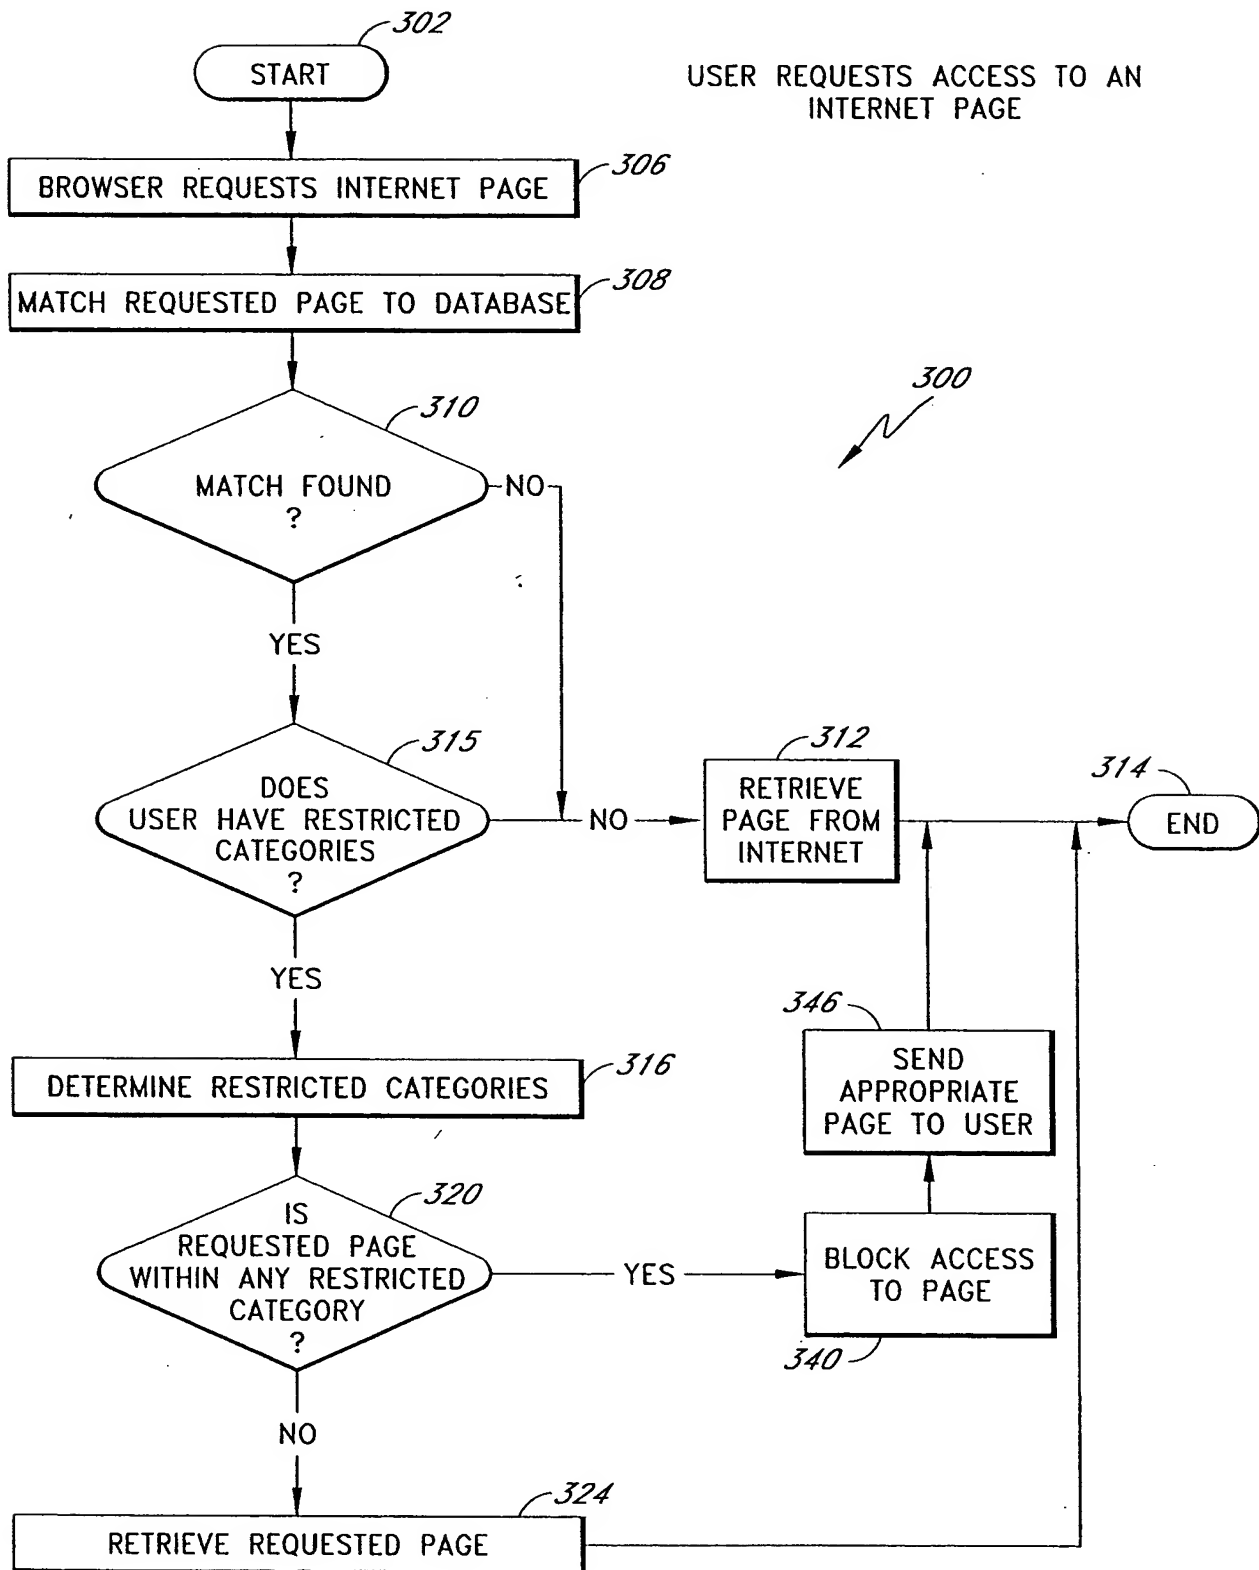 302
START
USER REQUESTS ACCESS TO AN
INTERNET PAGE
306
BROWSER REQUESTS INTERNET PAGE
308
MATCH REQUESTED PAGE TO DATABASE
300
310
MATCH FOUND
?
NO
YES
315
DOES
USER HAVE RESTRICTED
CATEGORIES
?
NO
312
RETRIEVE
PAGE FROM
INTERNET
314
END
YES
316
DETERMINE RESTRICTED CATEGORIES
346
SEND
APPROPRIATE
PAGE TO USER
320
IS
REQUESTED PAGE
WITHIN ANY RESTRICTED
CATEGORY
?
YES
BLOCK ACCESS
TO PAGE
340
NO
324
RETRIEVE REQUESTED PAGE